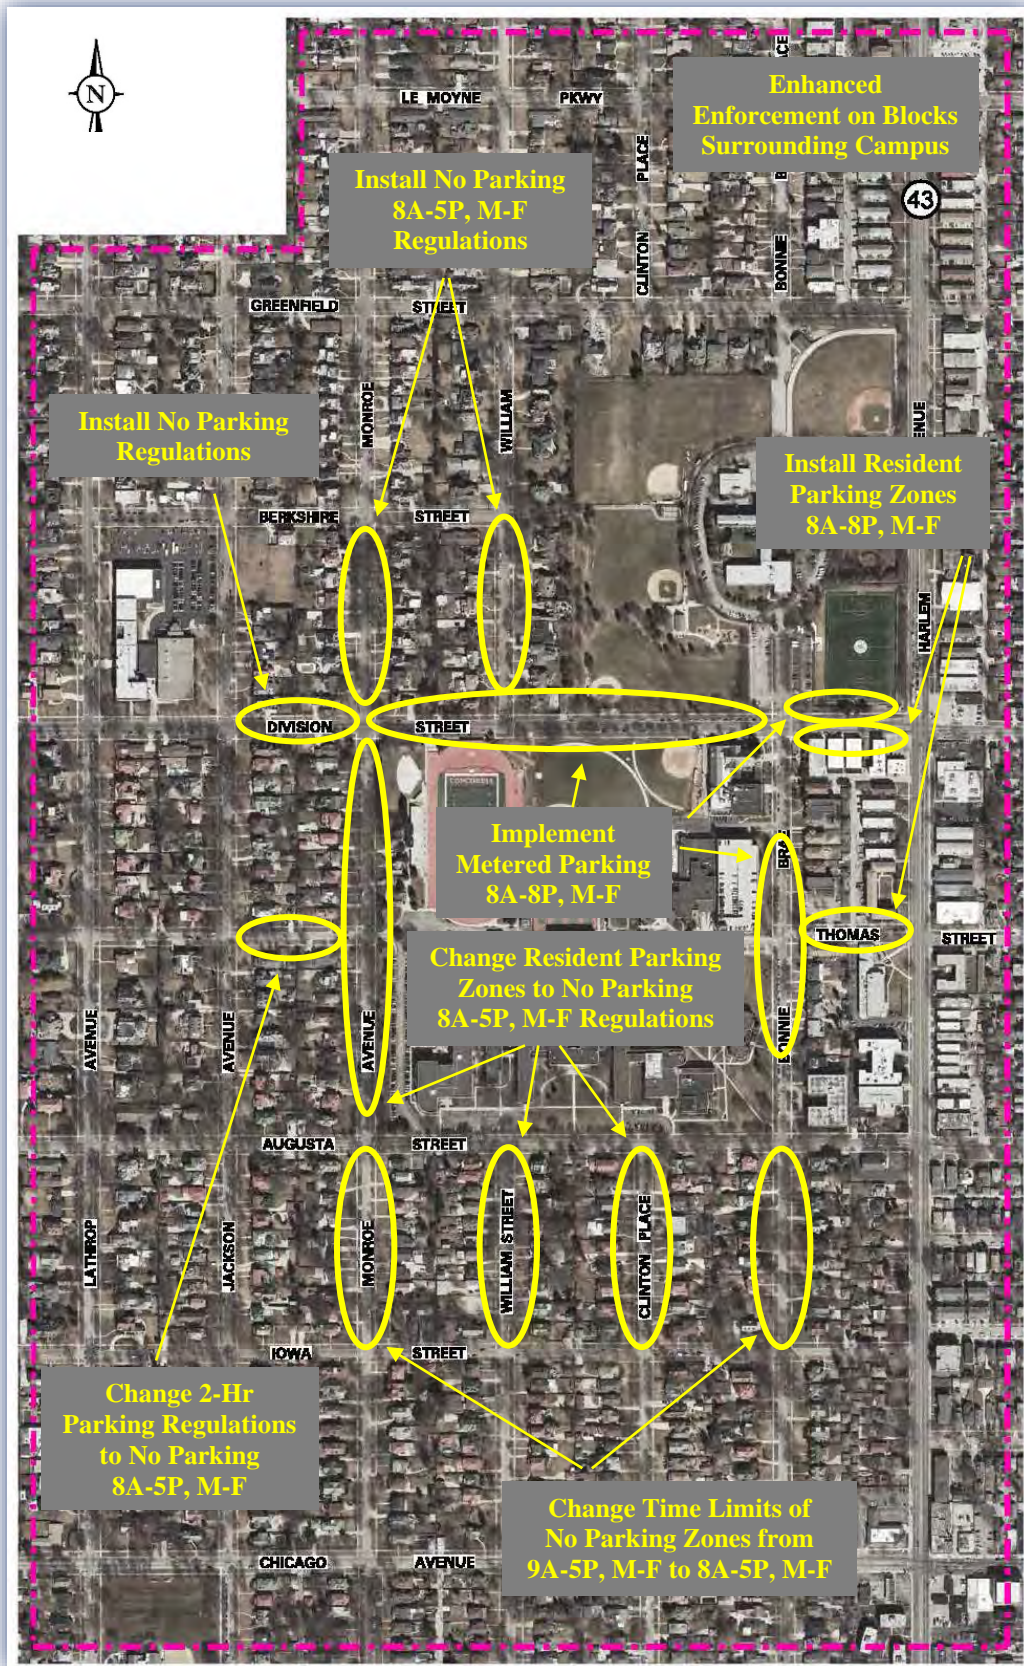 N
LE MOYNE PKWY
Enhanced
Enforcement on Blocks
Surrounding Campus
PLACE
43
Install No Parking
8A-5P, M-F
Regulations
CLINTON
BONNIE
GREENFIELD STREET
MONROE
WILLIAM
Install No Parking
Regulations
Install Resident
Parking Zones
8A-8P, M-F
BERKSHIRE STREET
HARLEM
DIVISION STREET
Implement
Metered Parking
8A-8P, M-F
THOMAS STREET
Change Resident Parking
Zones to No Parking
8A-5P, M-F Regulations
AVENUE
AVENUE
AVENUE
BONNIE
AUGUSTA STREET
LATHROP
JACKSON
MONROE
WILLIAM STREET
CLINTON PLACE
IOWA STREET
Change 2-Hr
Parking Regulations
to No Parking
8A-5P, M-F
Change Time Limits of
No Parking Zones from
9A-5P, M-F to 8A-5P, M-F
CHICAGO AVENUE